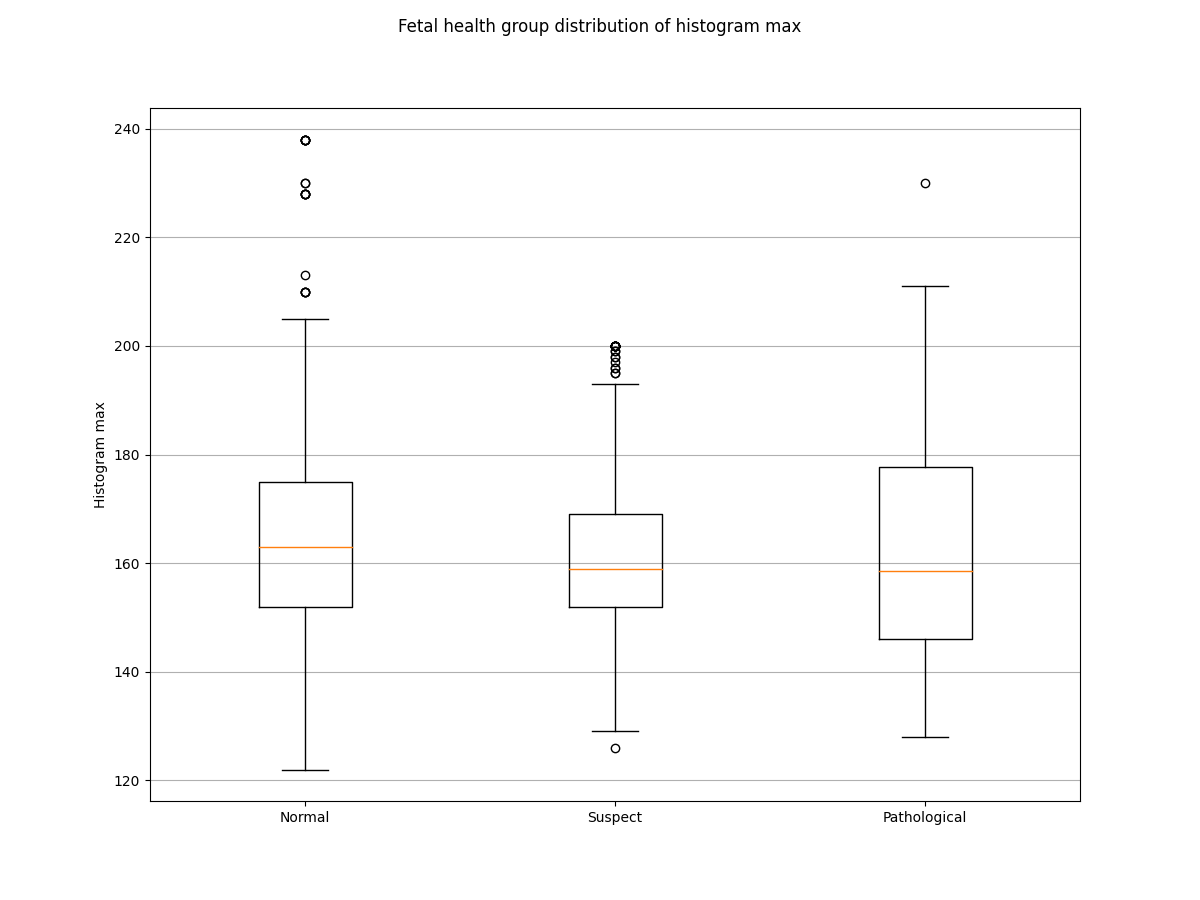 Fetal health group distribution of histogram max
Histogram max
240
220
200
180
160
140
120
Normal
Suspect
Pathological